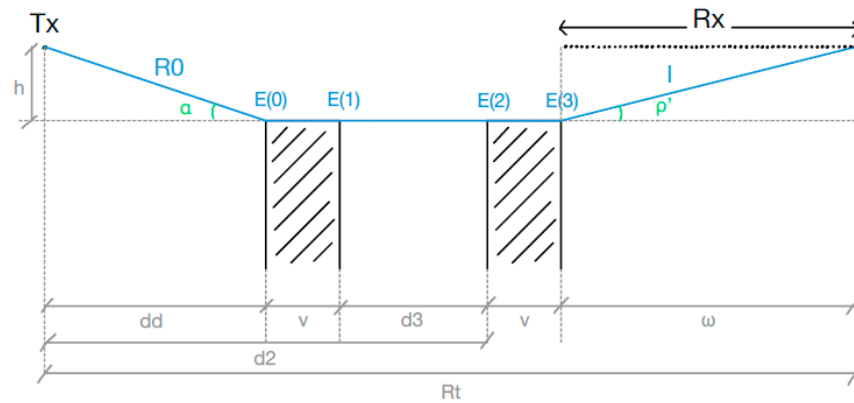 Tx
Rx
h
R0
l
α
E(0)
E(1)
E(2)
E(3)
ρ'
dd
v
d3
v
ω
d2
Rt